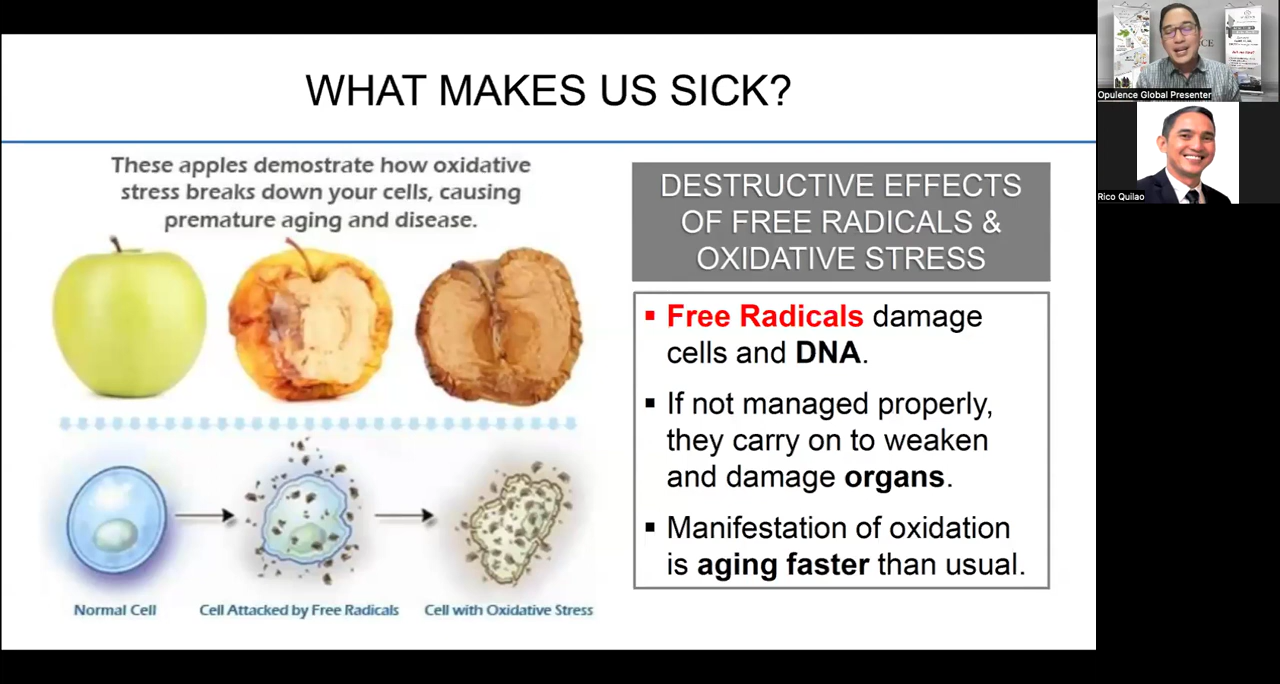 WHAT MAKES US SICK?
These apples demostrate how oxidative
stress breaks down your cells, causing
premature aging and disease.
Normal Cell
Cell Attacked by Free Radicals
Cell with Oxidative Stress
DESTRUCTIVE EFFECTS
OF FREE RADICALS &
OXIDATIVE STRESS
▪ Free Radicals damage
cells and DNA.
▪ If not managed properly,
they carry on to weaken
and damage organs.
▪ Manifestation of oxidation
is aging faster than usual.
Opulence Global Presenter
Rico Quilao